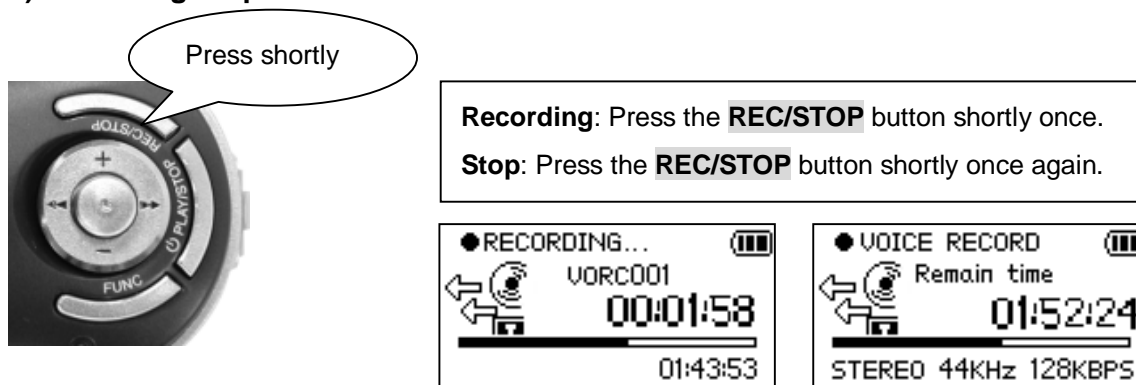 Press shortly
REC/STOP
+
PLAY/STOP
−
FUNC
Recording: Press the REC/STOP button shortly once.
Stop: Press the REC/STOP button shortly once again.
RECORDING...
VORC001
00:01:58
01:43:53
VOICE RECORD
Remain time
01:52:24
STEREO 44KHz 128KBPS